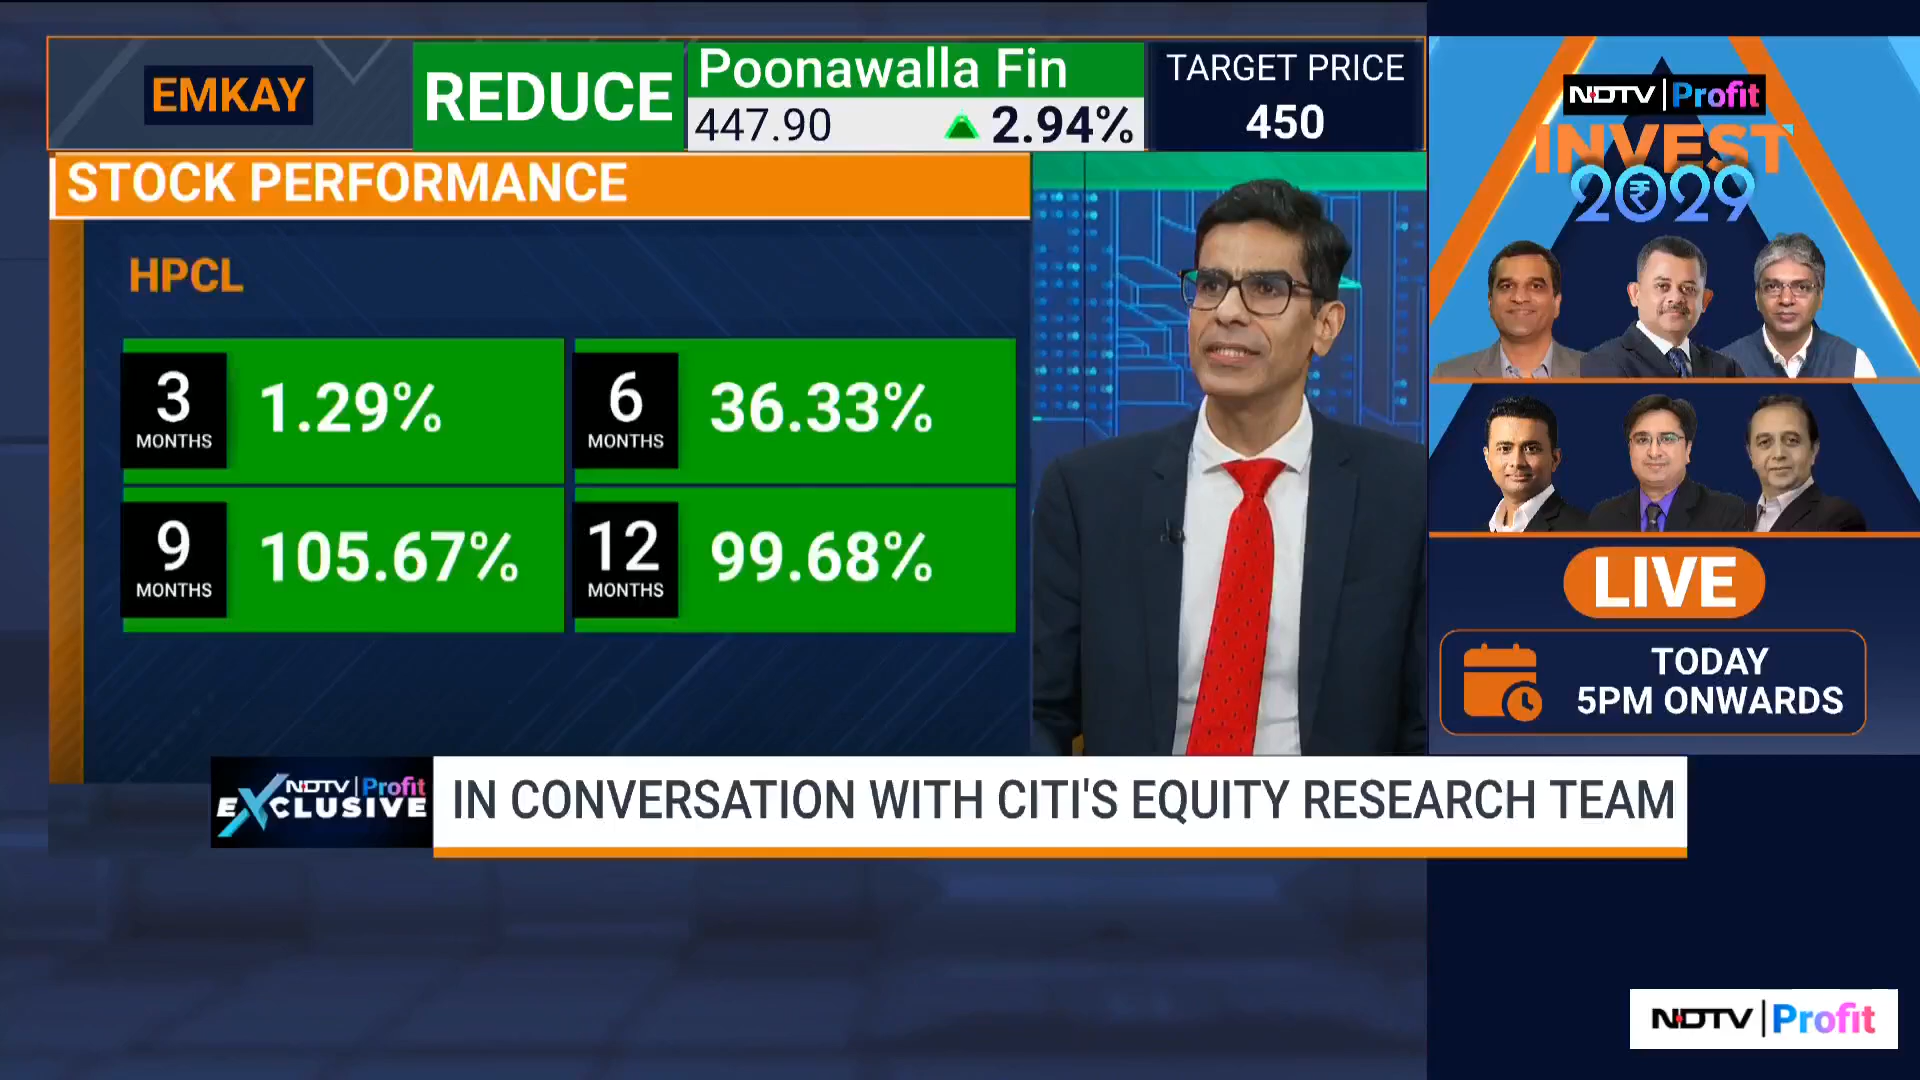 EMKAY
REDUCE
Poonawalla Fin
447.90
2.94%
TARGET PRICE
450
STOCK PERFORMANCE
HPCL
3
MONTHS
1.29%
6
MONTHS
36.33%
9
MONTHS
105.67%
12
MONTHS
99.68%
NDTV Profit
EXCLUSIVE
IN CONVERSATION WITH CITI'S EQUITY RESEARCH TEAM
NDTV Profit
INVEST
2029
LIVE
TODAY
5PM ONWARDS
NDTV Profit